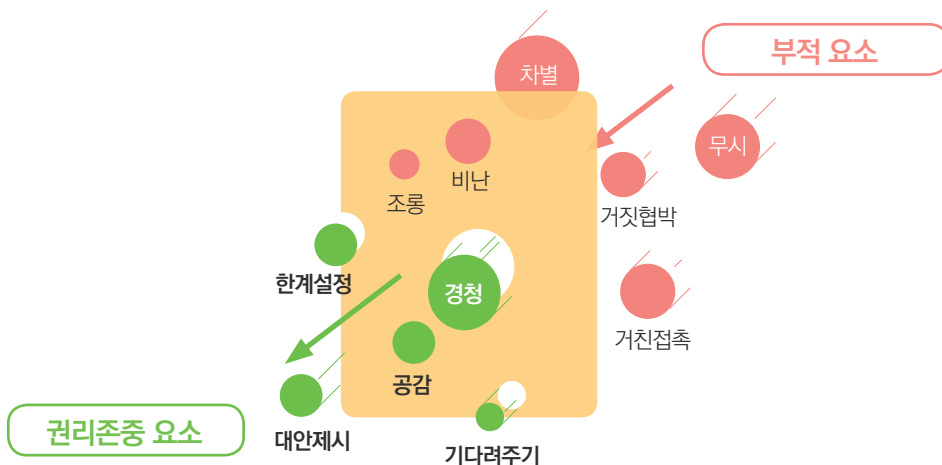 차별
부적 요소
무시
비난
조롱
거짓협박
한계설정
경청
거친접촉
공감
권리존중 요소
대안제시
기다려주기